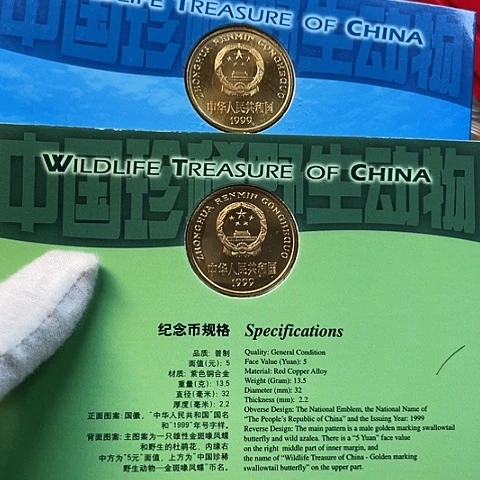 WILDLIFE TREASURE OF CHINA
中国 生动物
ZHONGHUA RENMIN GONGHEGUO
中华人民共和国
1999
中国珍稀野生动物
WILDLIFE TREASURE OF CHINA
ZHONGHUA RENMIN GONGHEGUO
中华人民共和国
1999
纪念币规格 Specifications
品质: 普制
面值(元): 5
材质: 紫色铜合金
重量(克): 13.5
直径(毫米): 32
厚度(毫米): 2.2
正面图案: 国徽, "中华人民共和国"国名
和"1999"年号字样。
背面图案: 主图案为一只雄性金斑喙凤蝶
和野生的杜鹃花, 内缘右
中方为"5元"面值, 上方为"中国珍稀
野生动物—金斑喙凤蝶"币名。
Quality: General Condition
Face Value (Yuan): 5
Material: Red Copper Alloy
Weight (Gram): 13.5
Diameter (mm): 32
Thickness (mm): 2.2
Obverse Design: The National Emblem, the National Name of
"The People's Republic of China" and the Issuing Year: 1999
Reverse Design: The main pattern is a male golden marking swallowtail
butterfly and wild azalea. There is a "5 Yuan" face value
on the right middle part of inner margin, and
the name of "Wildlife Treasure of China - Golden marking
swallowtail butterfly" on the upper part.